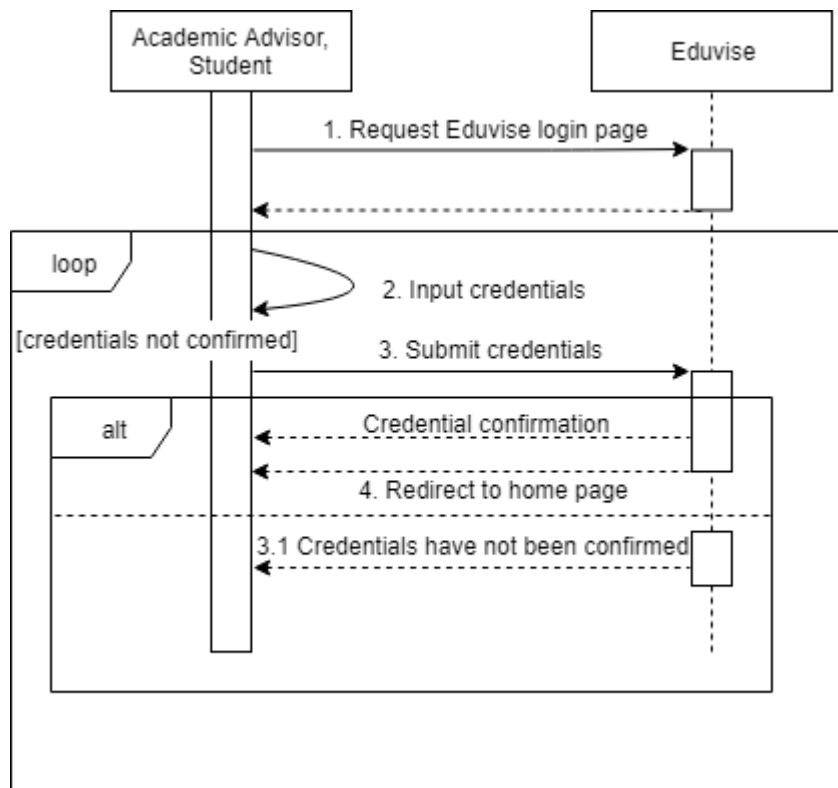 Academic Advisor,
Student
Eduvise
1. Request Eduvise login page
loop
2. Input credentials
[credentials not confirmed]
3. Submit credentials
alt
Credential confirmation
4. Redirect to home page
3.1 Credentials have not been confirmed